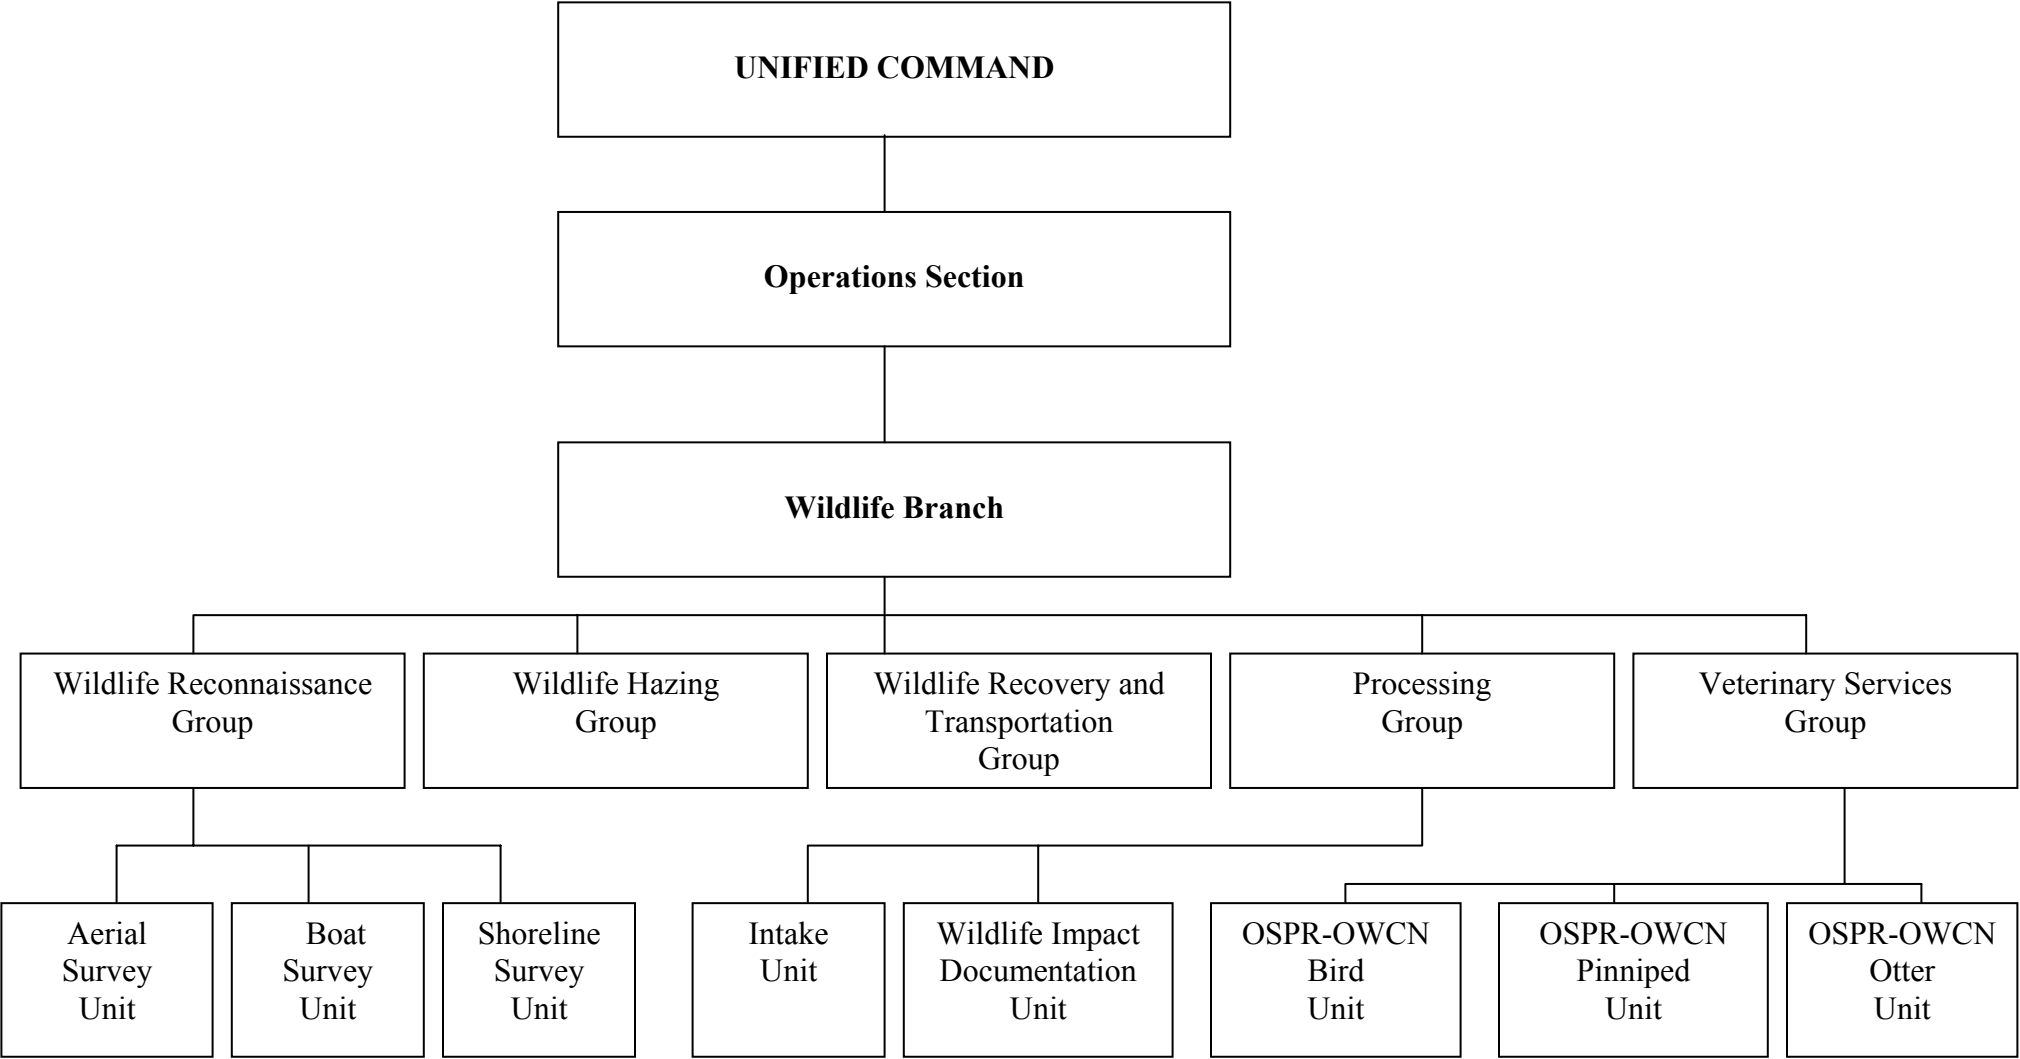 UNIFIED COMMAND
Operations Section
Wildlife Branch
Wildlife Reconnaissance
Group
Wildlife Hazing
Group
Wildlife Recovery and
Transportation
Group
Processing
Group
Veterinary Services
Group
Aerial
Survey
Unit
Boat
Survey
Unit
Shoreline
Survey
Unit
Intake
Unit
Wildlife Impact
Documentation
Unit
OSPR-OWCN
Bird
Unit
OSPR-OWCN
Pinniped
Unit
OSPR-OWCN
Otter
Unit